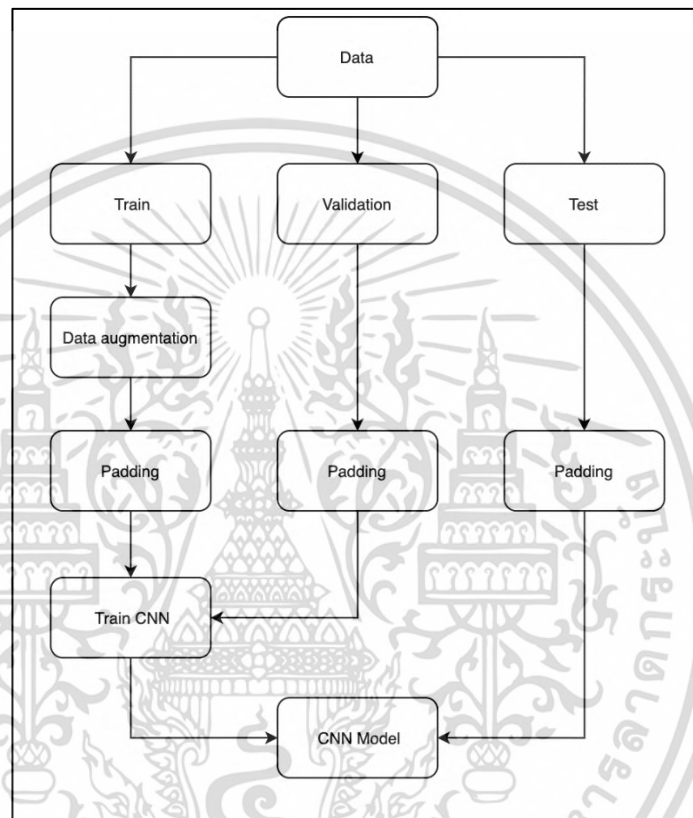 Data
Train
Validation
Test
Data augmentation
Padding
Padding
Padding
Train CNN
CNN Model